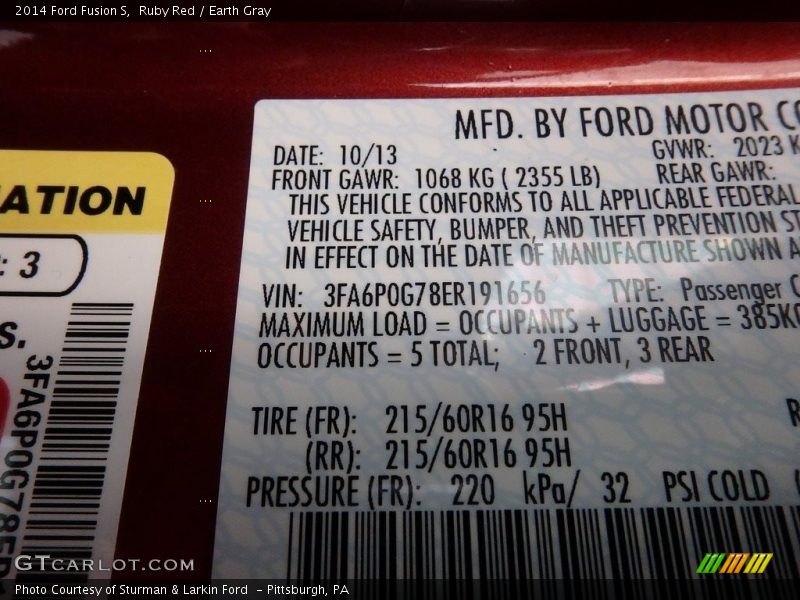 2014 Ford Fusion S,  Ruby Red / Earth Gray
MFD. BY FORD MOTOR CO
DATE: 10/13
GVWR: 2023 K
FRONT GAWR: 1068 KG ( 2355 LB)
REAR GAWR:
THIS VEHICLE CONFORMS TO ALL APPLICABLE FEDERAL
VEHICLE SAFETY, BUMPER, AND THEFT PREVENTION ST
IN EFFECT ON THE DATE OF MANUFACTURE SHOWN A
VIN: 3FA6P0G78ER191656
TYPE: Passenger C
MAXIMUM LOAD = OCCUPANTS + LUGGAGE = 385KG
OCCUPANTS = 5 TOTAL; 2 FRONT, 3 REAR
TIRE (FR): 215/60R16 95H
R
(RR): 215/60R16 95H
PRESSURE (FR): 220 kPa/ 32 PSI COLD (
ATION
: 3
S.
3FA6P0G78ER
GTCARLOT.COM
Photo Courtesy of Sturman & Larkin Ford  - Pittsburgh, PA